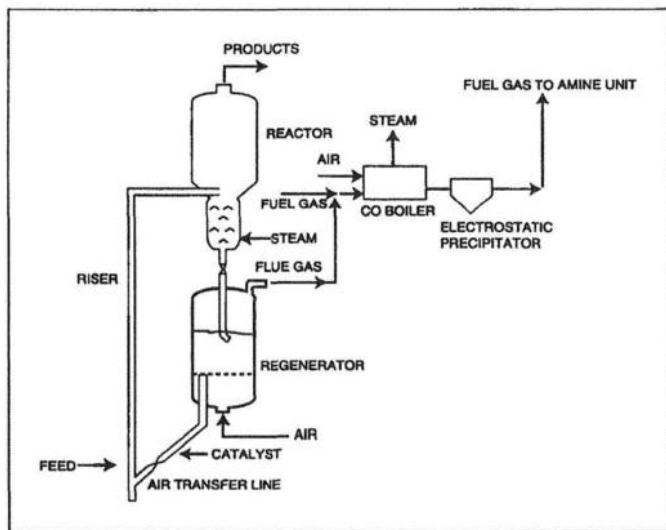 PRODUCTS
FUEL GAS TO AMINE UNIT
REACTOR
STEAM
AIR
FUEL GAS
CO BOILER
ELECTROSTATIC
PRECIPITATOR
STEAM
RISER
FLUE GAS
REGENERATOR
AIR
FEED
CATALYST
AIR TRANSFER LINE